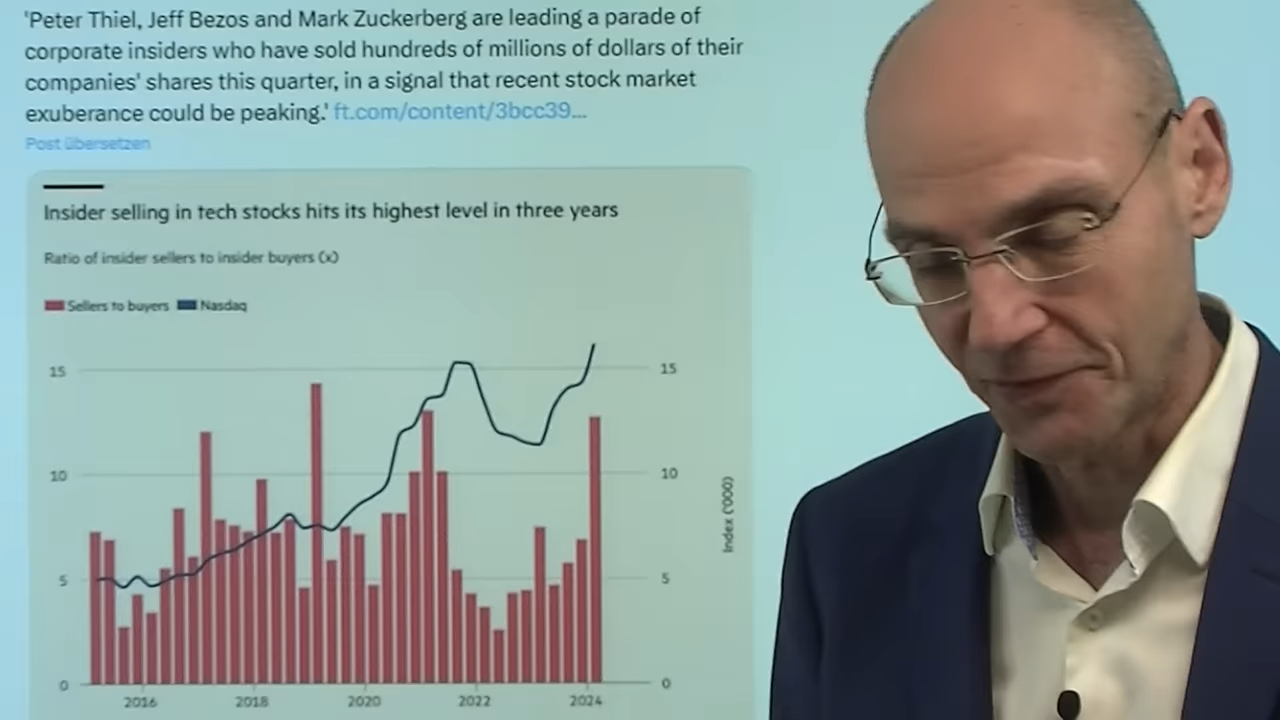 'Peter Thiel, Jeff Bezos and Mark Zuckerberg are leading a parade of
corporate insiders who have sold hundreds of millions of dollars of their
companies' shares this quarter, in a signal that recent stock market
exuberance could be peaking.' ft.com/content/3bcc39...
Post übersetzen
Insider selling in tech stocks hits its highest level in three years
Ratio of insider sellers to insider buyers (x)
Sellers to buyers Nasdaq
15 15
10 10
Index ('000)
5 5
0 0
2016 2018 2020 2022 2024